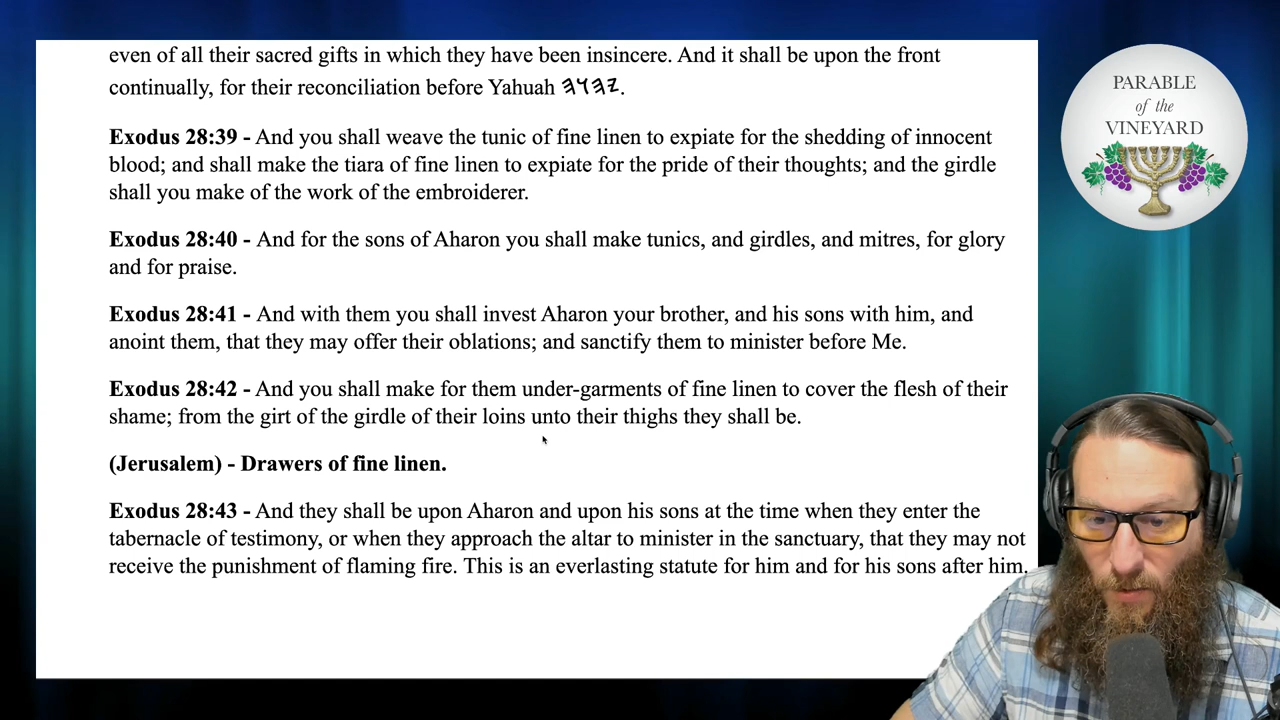 even of all their sacred gifts in which they have been insincere. And it shall be upon the front
continually, for their reconciliation before Yahuah 𐤉𐤄𐤅𐤄.
Exodus 28:39 - And you shall weave the tunic of fine linen to expiate for the shedding of innocent
blood; and shall make the tiara of fine linen to expiate for the pride of their thoughts; and the girdle
shall you make of the work of the embroiderer.
Exodus 28:40 - And for the sons of Aharon you shall make tunics, and girdles, and mitres, for glory
and for praise.
Exodus 28:41 - And with them you shall invest Aharon your brother, and his sons with him, and
anoint them, that they may offer their oblations; and sanctify them to minister before Me.
Exodus 28:42 - And you shall make for them under-garments of fine linen to cover the flesh of their
shame; from the girt of the girdle of their loins unto their thighs they shall be.
(Jerusalem) - Drawers of fine linen.
Exodus 28:43 - And they shall be upon Aharon and upon his sons at the time when they enter the
tabernacle of testimony, or when they approach the altar to minister in the sanctuary, that they may not
receive the punishment of flaming fire. This is an everlasting statute for him and for his sons after him.
PARABLE
of the
VINEYARD